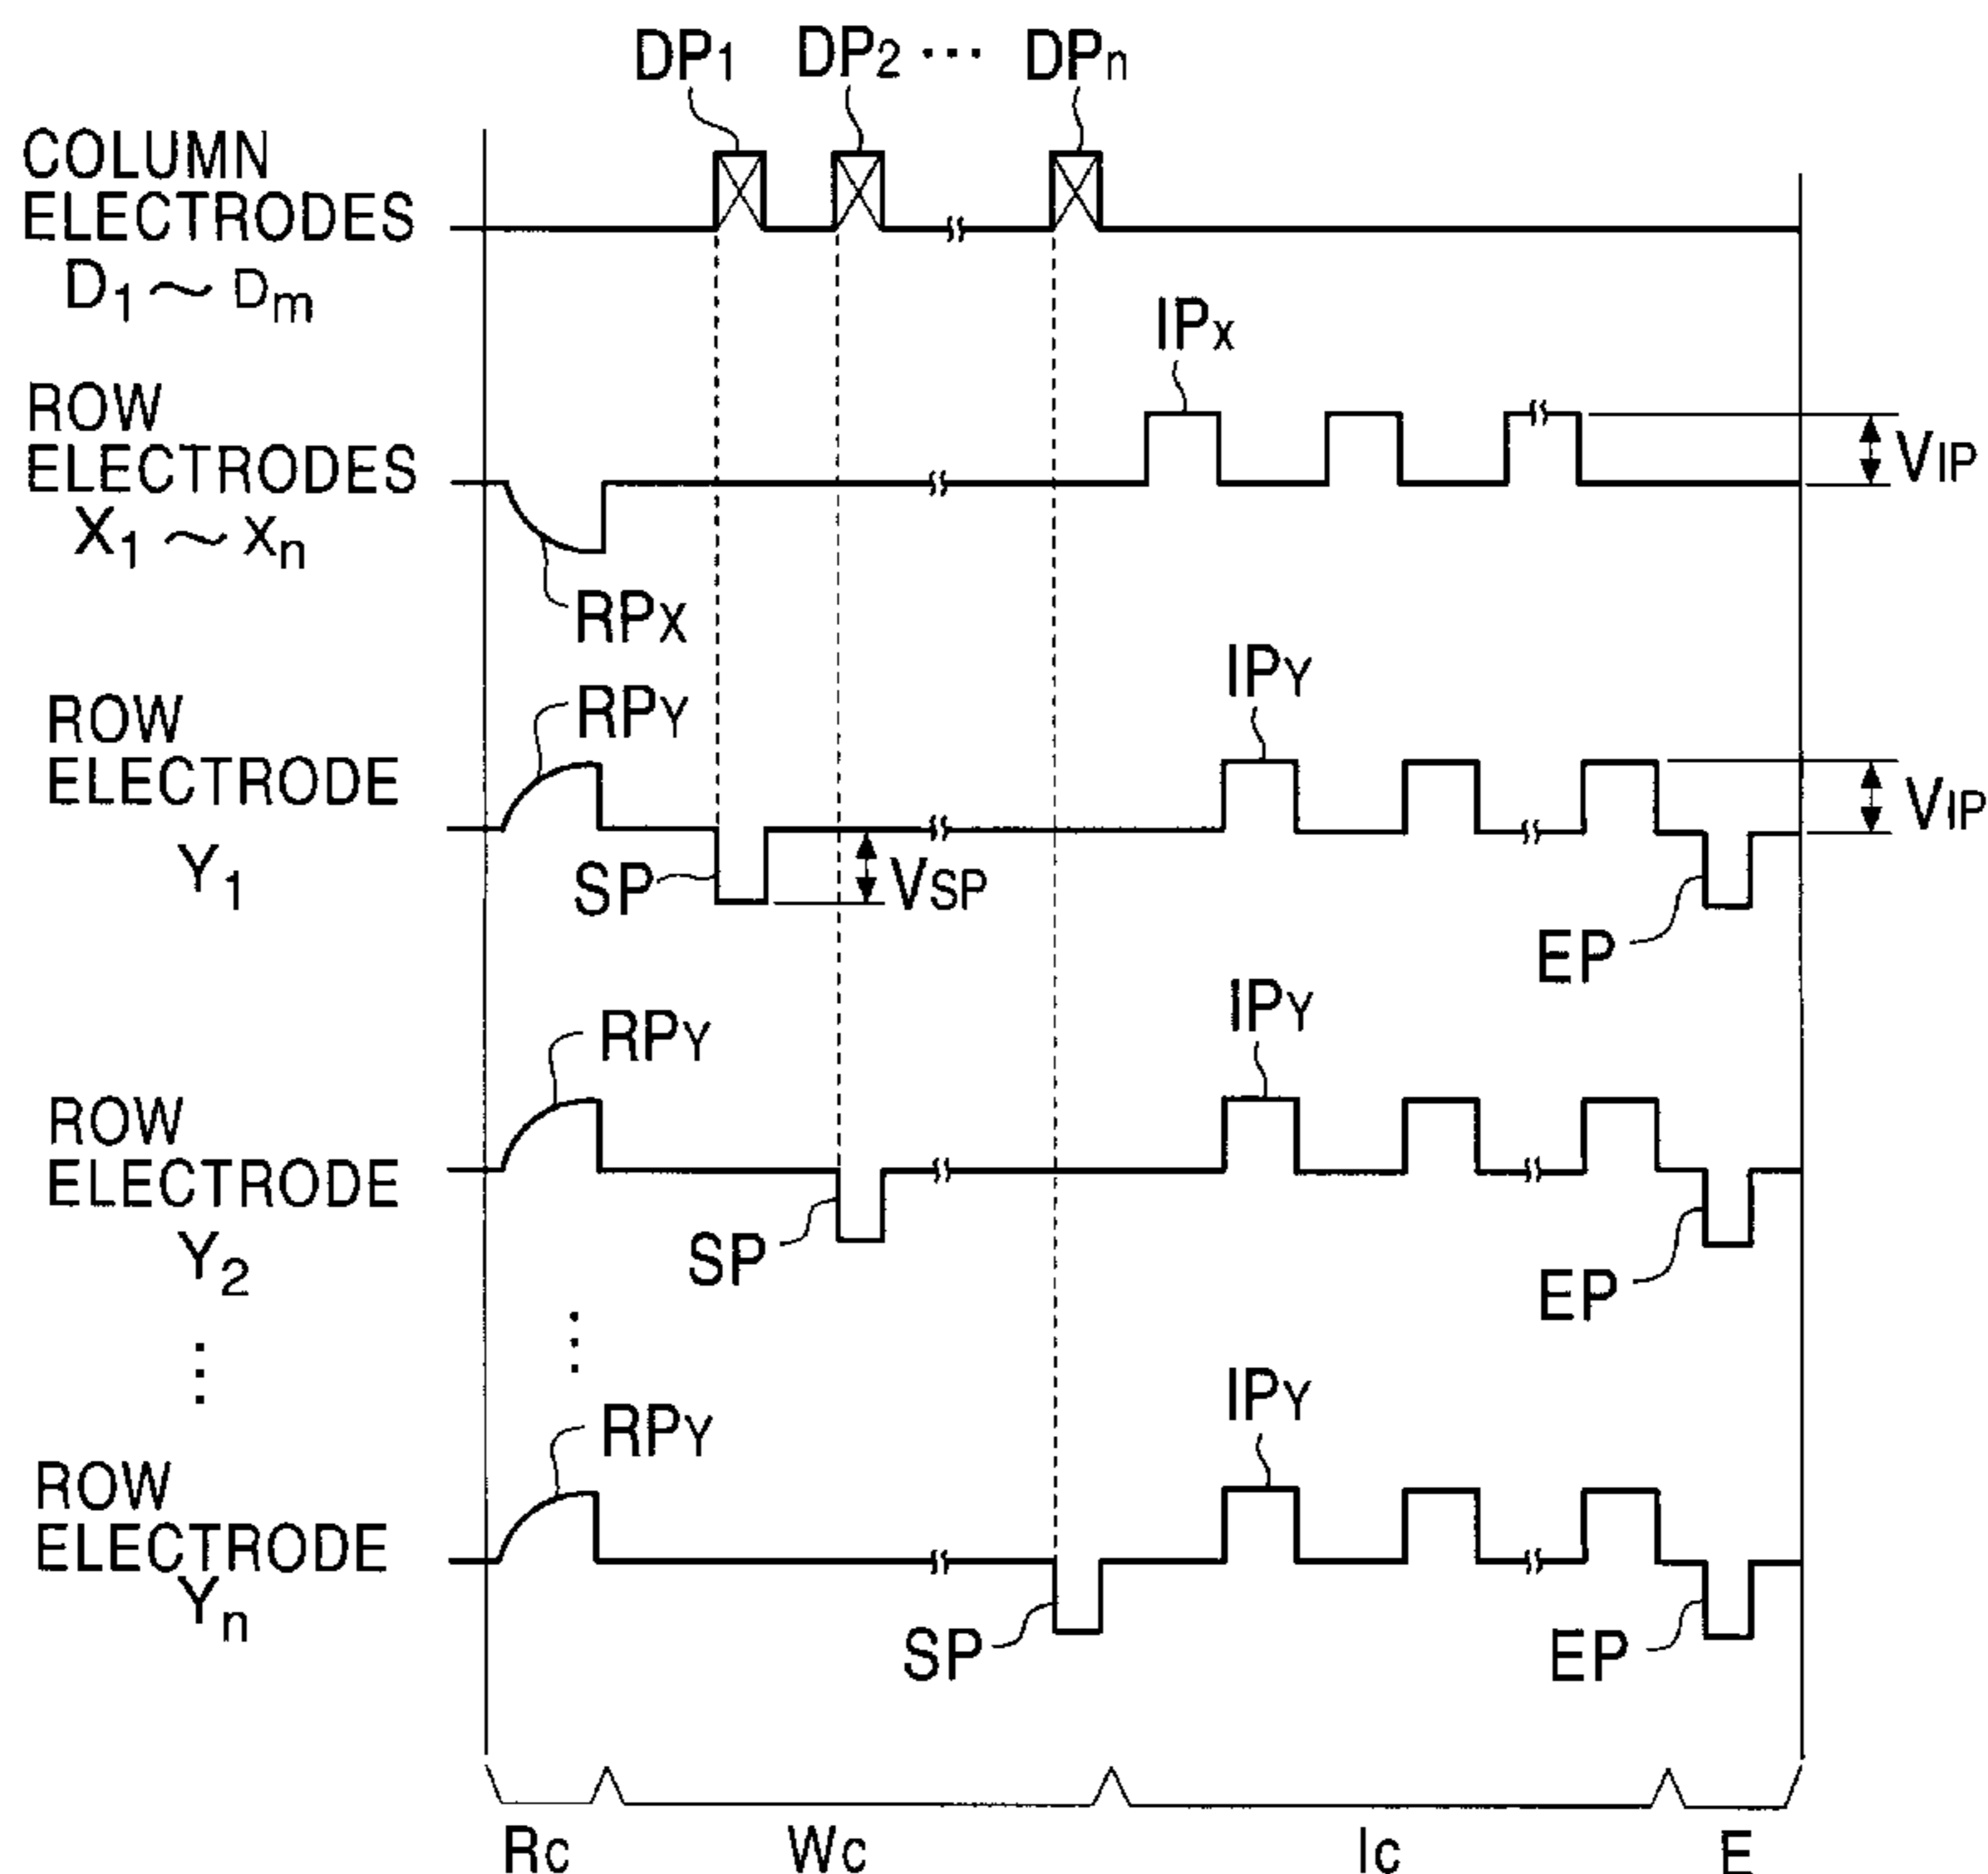 DP1 DP2 ... DPn
COLUMN
ELECTRODES
D1 ~ Dm
IPX
ROW
ELECTRODES
X1 ~ Xn
VIP
RPX
IPY
RPY
ROW
ELECTRODE
Y1
VIP
SP
VSP
EP
IPY
RPY
ROW
ELECTRODE
Y2
SP
EP
IPY
RPY
ROW
ELECTRODE
Yn
SP
EP
Rc Wc Ic E